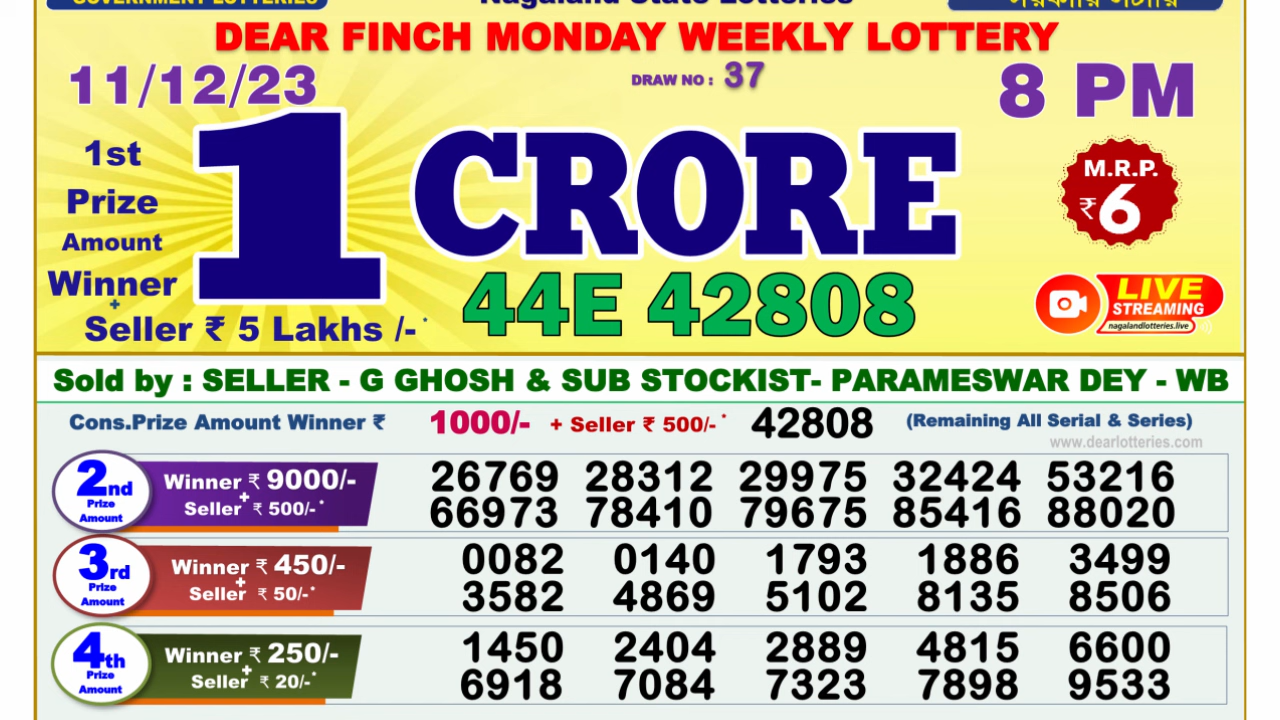 GOVERNMENT LOTTERIES
Nagaland State Lotteries
DEAR FINCH MONDAY WEEKLY LOTTERY
11/12/23
DRAW NO : 37
8 PM
1st
Prize
Amount
Winner
+
Seller ₹ 5 Lakhs /- *
1 CRORE
44E 42808
M.R.P.
₹ 6
LIVE
STREAMING
nagalandlotteries.live
Sold by : SELLER - G GHOSH & SUB STOCKIST- PARAMESWAR DEY - WB
Cons.Prize Amount Winner ₹ 1000/- + Seller ₹ 500/- * 42808 (Remaining All Serial & Series)
www.dearlotteries.com
2nd
Prize
Amount
Winner ₹ 9000/-
+
Seller ₹ 500/- *
26769 28312 29975 32424 53216
66973 78410 79675 85416 88020
3rd
Prize
Amount
Winner ₹ 450/-
+
Seller ₹ 50/- *
0082 0140 1793 1886 3499
3582 4869 5102 8135 8506
4th
Prize
Amount
Winner ₹ 250/-
+
Seller ₹ 20/- *
1450 2404 2889 4815 6600
6918 7084 7323 7898 9533